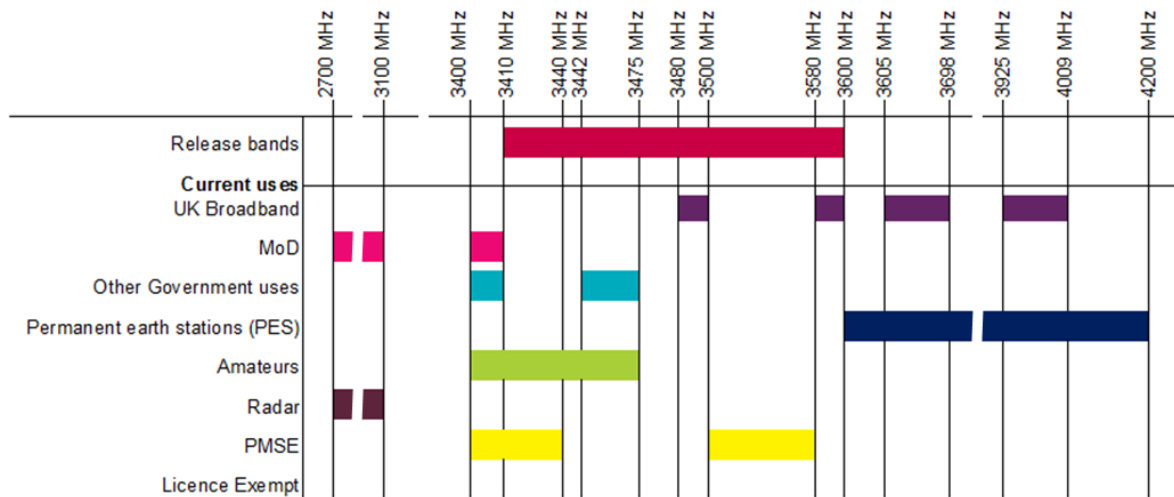 2700 MHz
3100 MHz
3400 MHz
3410 MHz
3440 MHz
3442 MHz
3475 MHz
3480 MHz
3500 MHz
3580 MHz
3600 MHz
3605 MHz
3698 MHz
3925 MHz
4009 MHz
4200 MHz
Release bands
Current uses
UK Broadband
MoD
Other Government uses
Permanent earth stations (PES)
Amateurs
Radar
PMSE
Licence Exempt